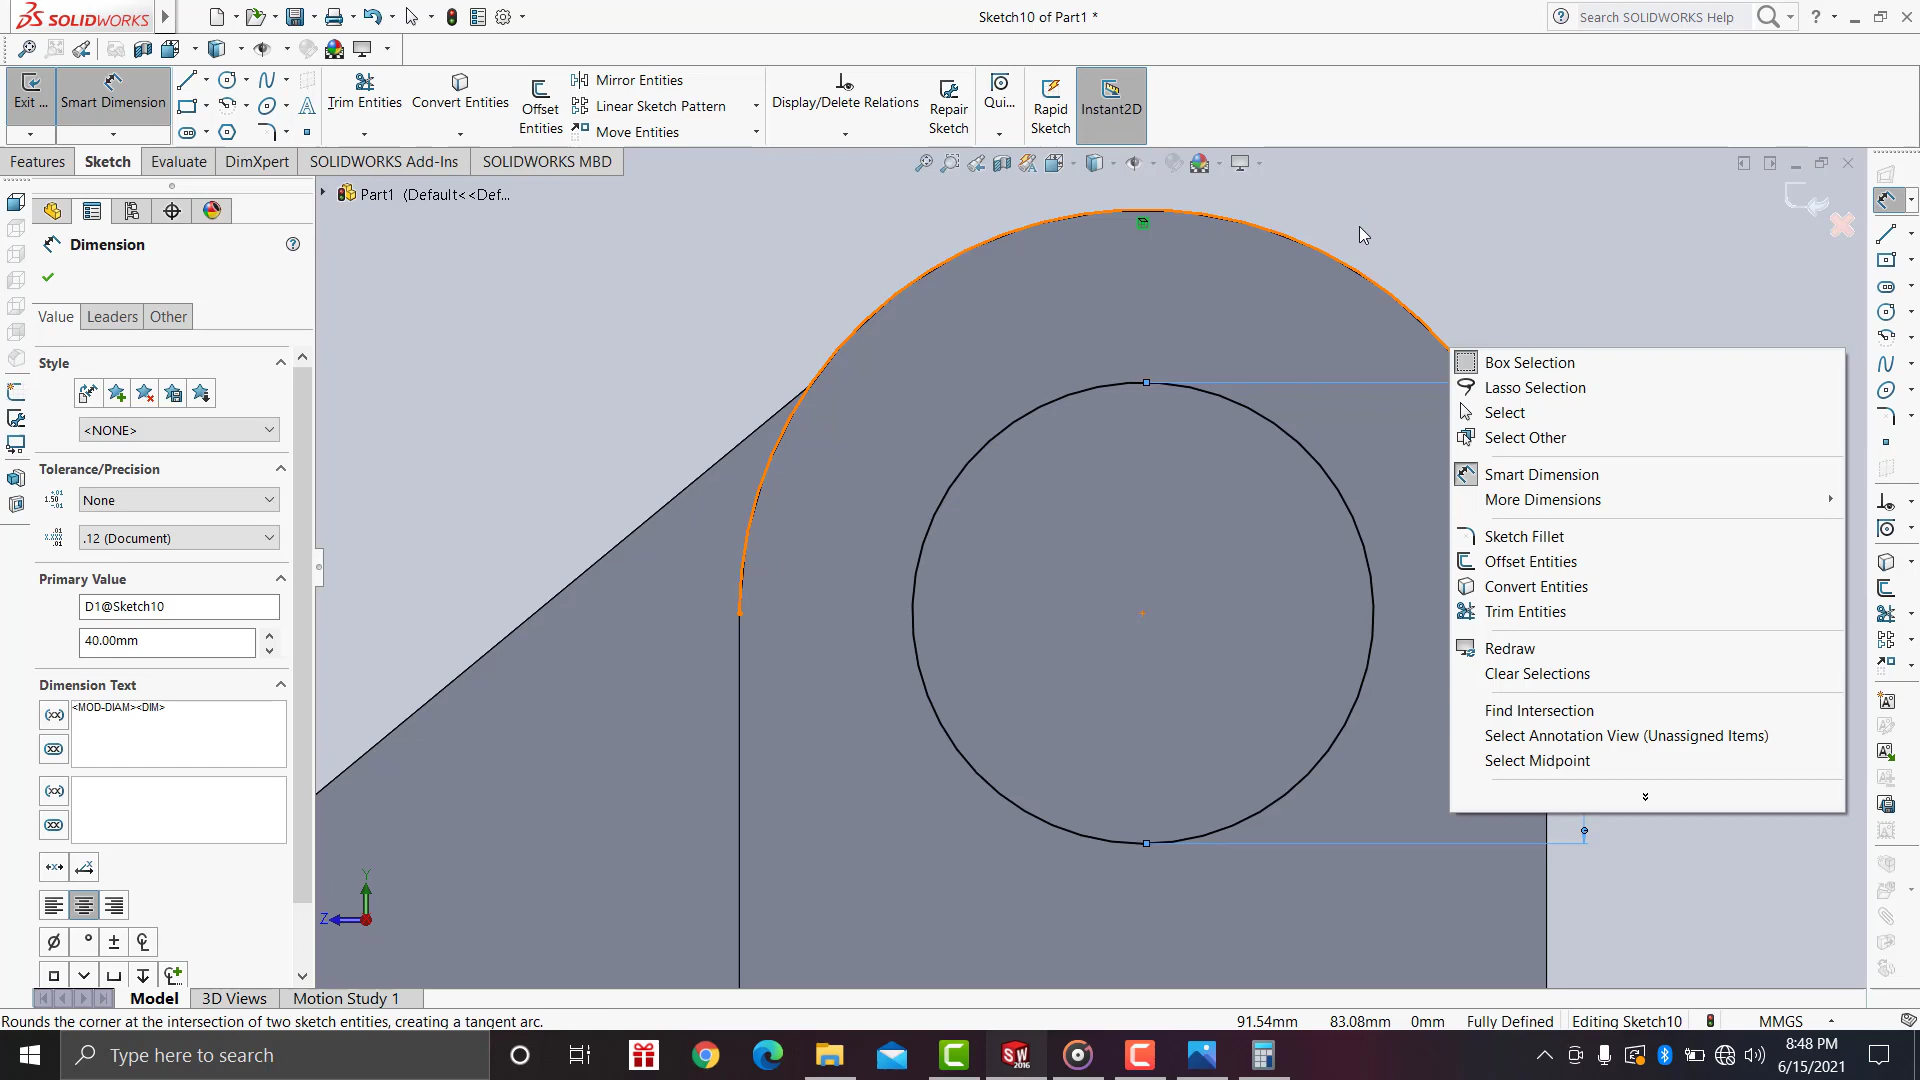 SOLIDWORKS
Sketch10 of Part1 *
Search SOLIDWORKS Help
Exit ...
Smart Dimension
Trim Entities
Convert Entities
Offset Entities
Mirror Entities
Linear Sketch Pattern
Move Entities
Display/Delete Relations
Repair Sketch
Qui...
Rapid Sketch
Instant2D
Features
Sketch
Evaluate
DimXpert
SOLIDWORKS Add-Ins
SOLIDWORKS MBD
Part1 (Default<<Def...
Dimension
Value
Leaders
Other
Style
<NONE>
Tolerance/Precision
None
.12 (Document)
Primary Value
D1@Sketch10
40.00mm
Dimension Text
<MOD-DIAM><DIM>
Y
Z
Box Selection
Lasso Selection
Select
Select Other
Smart Dimension
More Dimensions
Sketch Fillet
Offset Entities
Convert Entities
Trim Entities
Redraw
Clear Selections
Find Intersection
Select Annotation View (Unassigned Items)
Select Midpoint
Model
3D Views
Motion Study 1
Rounds the corner at the intersection of two sketch entities, creating a tangent arc.
91.54mm
83.08mm
0mm
Fully Defined
Editing Sketch10
MMGS
Type here to search
SW
2016
8:48 PM
6/15/2021